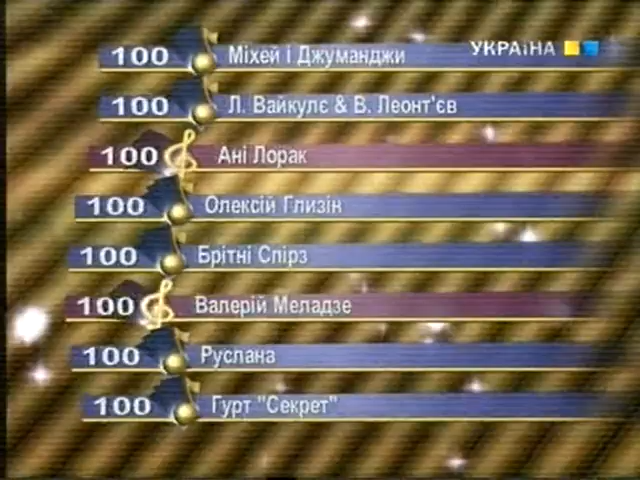 УКРАЇНА
100 Міхей і Джуманджи
100 Л. Вайкулє & В. Леонт'єв
100 Ані Лорак
100 Олексій Глизін
100 Брітні Спірз
100 Валерій Меладзе
100 Руслана
100 Гурт "Секрет"